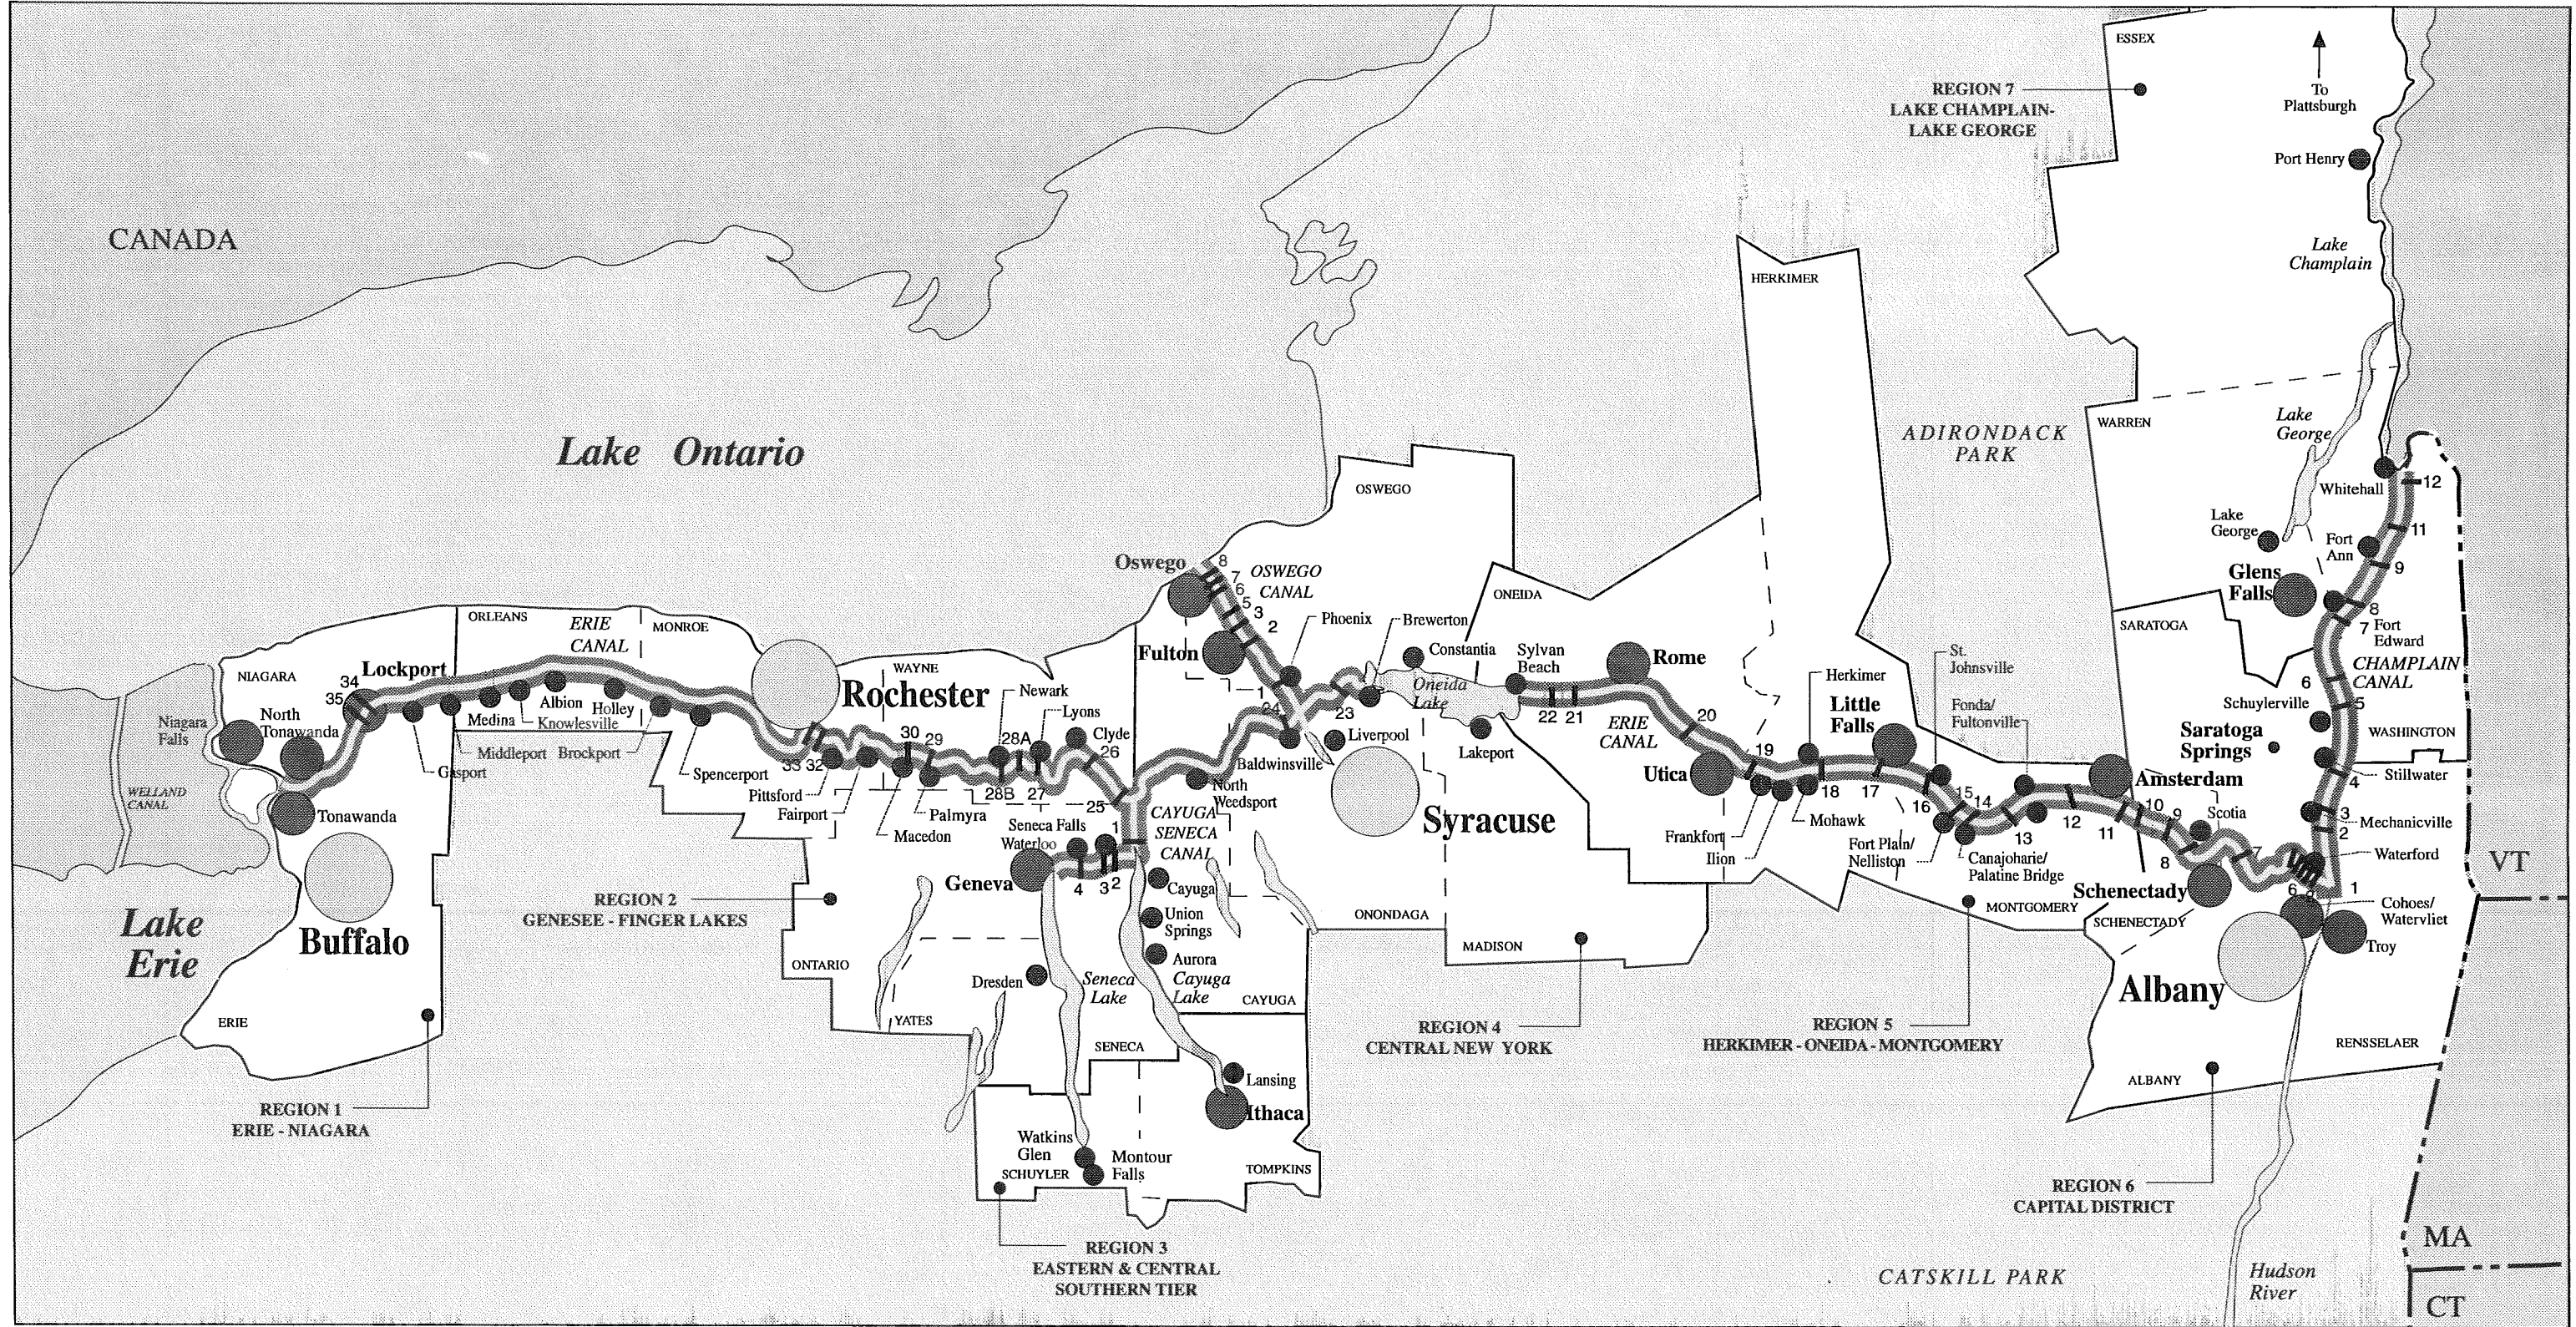 ESSEX
To
Plattsburgh
REGION 7
LAKE CHAMPLAIN-
LAKE GEORGE
Port Henry
CANADA
Lake
Champlain
HERKIMER
Lake Ontario
ADIRONDACK
PARK
WARREN
Lake
George
Whitehall
12
OSWEGO
Lake
George
Fort
Ann
11
9
Glens
Falls
8
7
Fort
Edward
Oswego
8
7
6
5
3
2
1
OSWEGO
CANAL
Fulton
Phoenix
Brewerton
Constantia
ONEIDA
Sylvan
Beach
Rome
SARATOGA
CHAMPLAIN
CANAL
6
5
Schuylerville
Saratoga
Springs
WASHINGTON
Stillwater
4
3
Mechanicville
2
Waterford
1
Cohoes/
Watervliet
Troy
ORLEANS
ERIE
CANAL
MONROE
NIAGARA
34
35
Lockport
Niagara
Falls
North
Tonawanda
Tonawanda
WELLAND
CANAL
Gasport
Middleport
Medina
Knowlesville
Albion
Holley
Brockport
Spencerport
Rochester
WAYNE
33
32
Pittsford
Fairport
30
29
Macedon
Palmyra
Newark
28A
28B
Lyons
27
Clyde
26
25
24
Baldwinsville
North
Weedsport
23
Liverpool
Syracuse
Oneida
Lake
Lakeport
22
21
ERIE
CANAL
20
Utica
19
Herkimer
Frankfort
Ilion
Mohawk
18
Little
Falls
17
St.
Johnsville
16
15
14
Fort Plain/
Nelliston
Canajoharie/
Palatine Bridge
Fonda/
Fultonville
13
12
Amsterdam
11
10
9
Scotia
8
7
6
2
Schenectady
SCHENECTADY
MONTGOMERY
CAYUGA
SENECA
CANAL
Seneca Falls
Waterloo
1
Geneva
4
3
2
Cayuga
Union
Springs
Aurora
Cayuga
Lake
Seneca
Lake
Dresden
ONTARIO
YATES
SENECA
CAYUGA
ONONDAGA
MADISON
Lake
Erie
Buffalo
ERIE
REGION 1
ERIE - NIAGARA
REGION 2
GENESEE - FINGER LAKES
Lansing
Ithaca
TOMPKINS
Watkins
Glen
SCHUYLER
Montour
Falls
REGION 3
EASTERN & CENTRAL
SOUTHERN TIER
REGION 4
CENTRAL NEW YORK
REGION 5
HERKIMER - ONEIDA - MONTGOMERY
Albany
ALBANY
RENSSELAER
REGION 6
CAPITAL DISTRICT
CATSKILL PARK
Hudson
River
VT
MA
CT